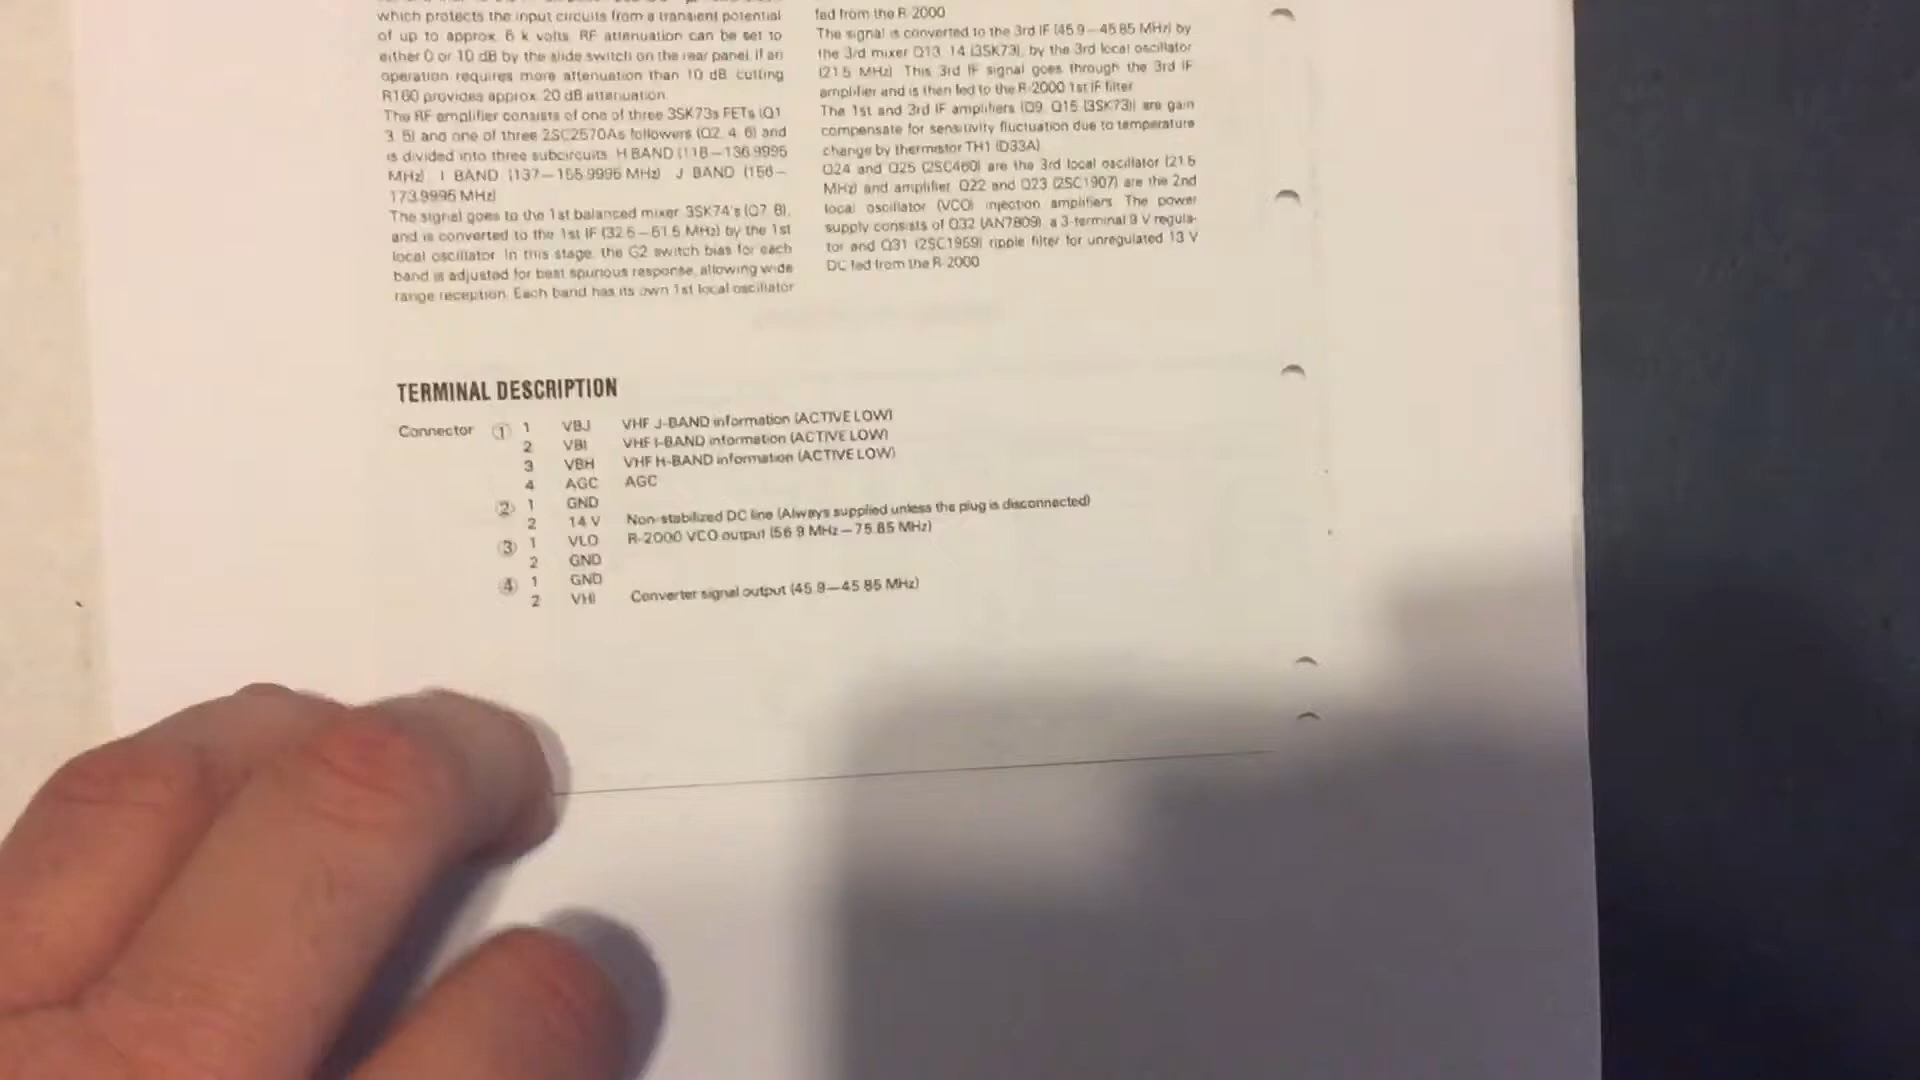 which protects the input circuits from a transient potential
of up to approx. 6 k volts. RF attenuation can be set to
either 0 or 10 dB by the slide switch on the rear panel. If an
operation requires more attenuation than 10 dB, cutting
R160 provides approx. 20 dB attenuation.
The RF amplifier consists of one of three 3SK73s FETs (Q1,
3, 5) and one of three 2SC2570As followers (Q2, 4, 6) and
is divided into three subcircuits. H BAND (118—136.9995
MHz), I BAND (137—155.9995 MHz), J BAND (156—
173.9995 MHz)
The signal goes to the 1st balanced mixer 3SK74's (Q7, 8),
and is converted to the 1st IF (32.5—51.5 MHz) by the 1st
local oscillator. In this stage, the G2 switch bias for each
band is adjusted for best spurious response, allowing wide
range reception. Each band has its own 1st local oscillator
fed from the R-2000
The signal is converted to the 3rd IF (45.9—45.85 MHz) by
the 3rd mixer Q13, 14 (3SK73), by the 3rd local oscillator
(21.5 MHz). This 3rd IF signal goes through the 3rd IF
amplifier and is then led to the R-2000 1st IF filter.
The 1st and 3rd IF amplifiers (Q9, Q15 (3SK73)) are gain
compensate for sensitivity fluctuation due to temperature
change by thermistor TH1 (D33A)
Q24 and Q25 (2SC460) are the 3rd local oscillator (21.5
MHz) and amplifier. Q22 and Q23 (2SC1907) are the 2nd
local oscillator (VCO) injection amplifiers. The power
supply consists of Q32 (AN7809), a 3-terminal 9 V regula-
tor and Q31 (2SC1959) ripple filter for unregulated 13 V
DC fed from the R-2000
TERMINAL DESCRIPTION
Connector ① 1 VBJ VHF J-BAND information (ACTIVE LOW)
2 VBI VHF I-BAND information (ACTIVE LOW)
3 VBH VHF H-BAND information (ACTIVE LOW)
4 AGC AGC
② 1 GND
2 14 V Non-stabilized DC line (Always supplied unless the plug is disconnected)
③ 1 VLO R-2000 VCO output (56.9 MHz—75.85 MHz)
2 GND
④ 1 GND
2 VHI Converter signal output (45.9—45.85 MHz)